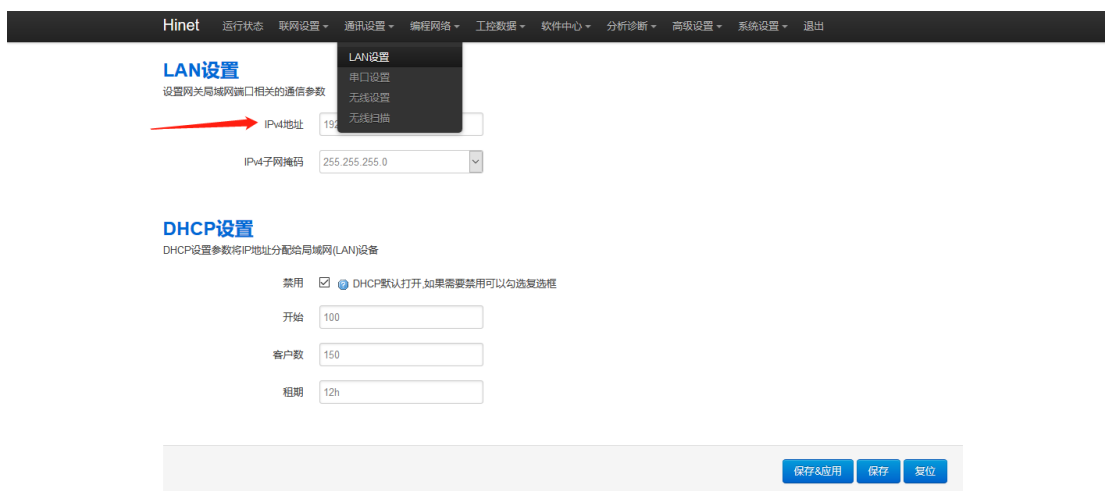 Hinet 运行状态 联网设置 通讯设置 编程网络 工控数据 软件中心 分析诊断 高级设置 系统设置 退出
LAN设置
串口设置
无线设置
无线扫描
LAN设置
设置网关局域网端口相关的通信参数
IPv4地址 192
IPv4子网掩码 255.255.255.0
DHCP设置
DHCP设置参数将IP地址分配给局域网(LAN)设备
禁用 DHCP默认打开,如果需要禁用可以勾选复选框
开始 100
客户数 150
租期 12h
保存&应用 保存 复位